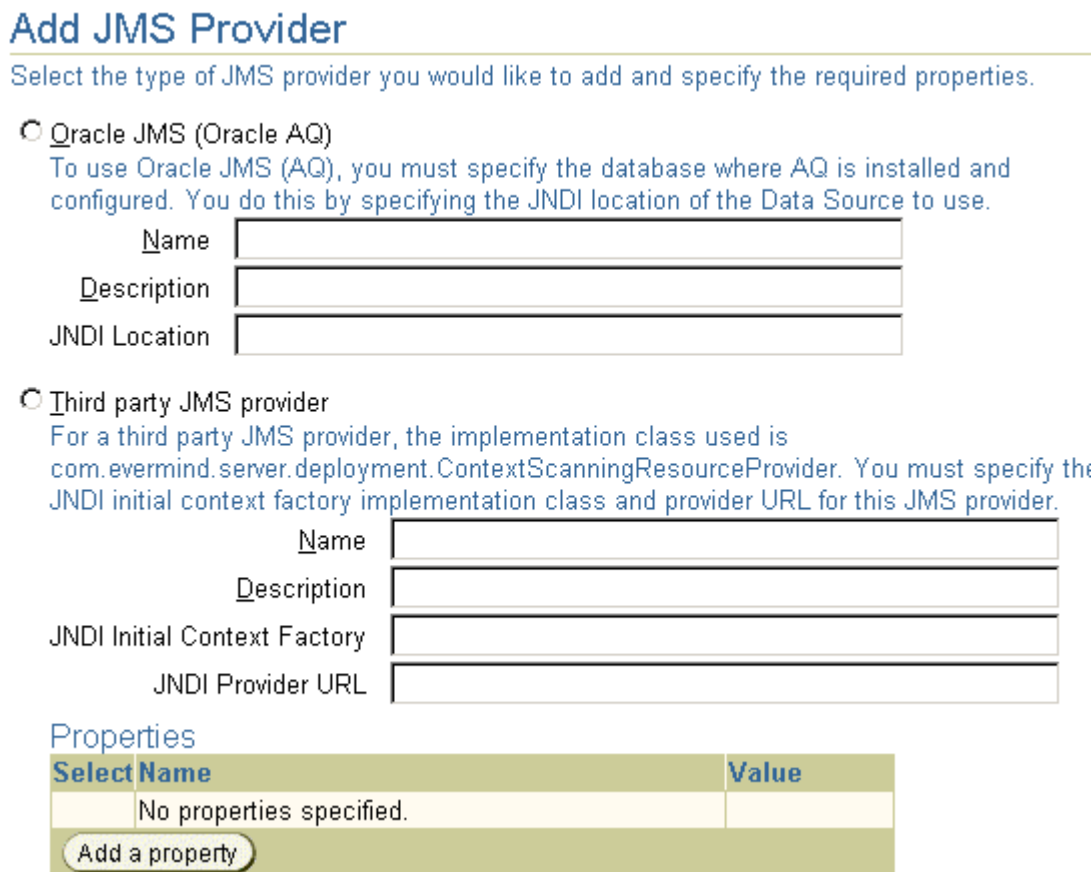 Add JMS Provider
Select the type of JMS provider you would like to add and specify the required properties.
Oracle JMS (Oracle AQ)
To use Oracle JMS (AQ), you must specify the database where AQ is installed and
configured. You do this by specifying the JNDI location of the Data Source to use.
Name
Description
JNDI Location
Third party JMS provider
For a third party JMS provider, the implementation class used is
com.evermind.server.deployment.ContextScanningResourceProvider. You must specify the
JNDI initial context factory implementation class and provider URL for this JMS provider.
Name
Description
JNDI Initial Context Factory
JNDI Provider URL
Properties
Select Name Value
No properties specified.
Add a property